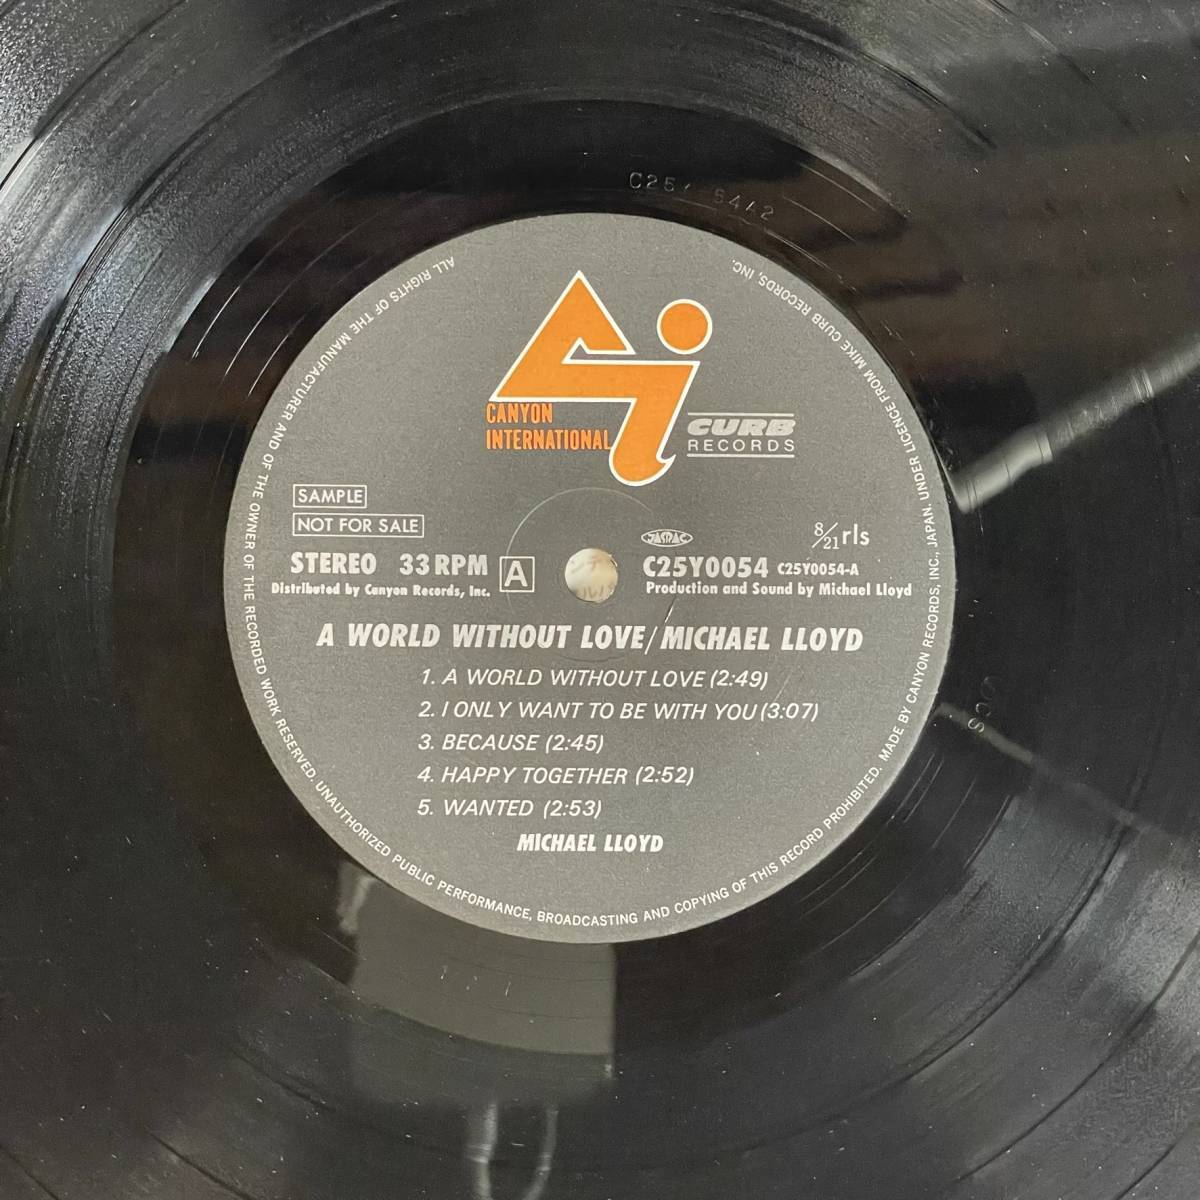 CANYON
INTERNATIONAL
CURB
RECORDS
SAMPLE
NOT FOR SALE
STEREO 33 RPM A
Distributed by Canyon Records, Inc.
JASRAC
8/21 rls
C25Y0054 C25Y0054-A
Production and Sound by Michael Lloyd
A WORLD WITHOUT LOVE/MICHAEL LLOYD
1. A WORLD WITHOUT LOVE (2:49)
2. I ONLY WANT TO BE WITH YOU (3:07)
3. BECAUSE (2:45)
4. HAPPY TOGETHER (2:52)
5. WANTED (2:53)
MICHAEL LLOYD
ALL RIGHTS OF THE MANUFACTURER AND OF THE OWNER OF THE RECORDED WORK RESERVED. UNAUTHORIZED PUBLIC PERFORMANCE, BROADCASTING AND COPYING OF THIS RECORD PROHIBITED. MADE BY CANYON RECORDS, INC., JAPAN. UNDER LICENCE FROM MIKE CURB RECORDS, INC.